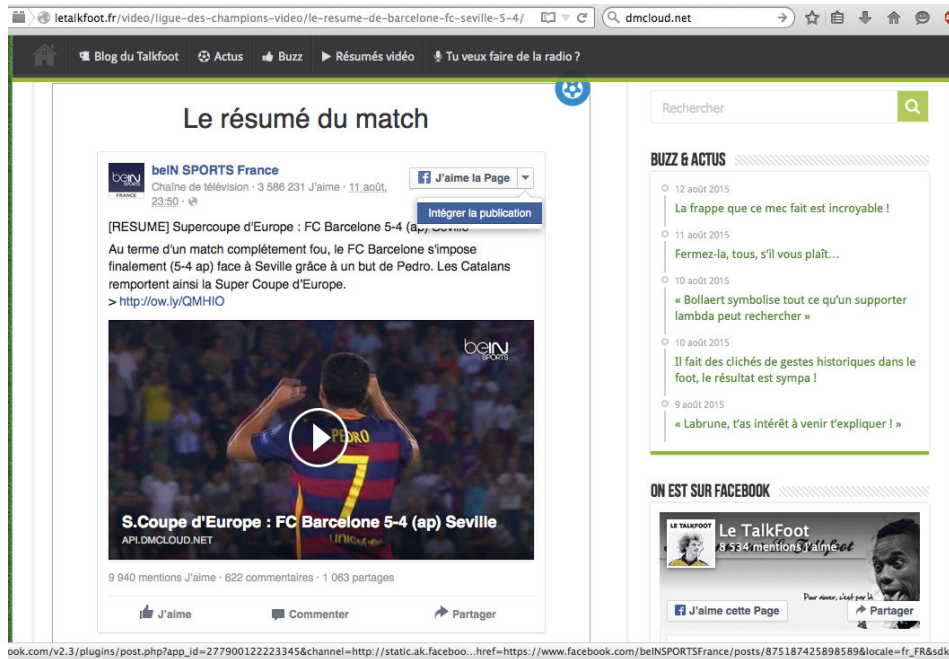 letalkfoot.fr/video/ligue-des-champions-video/le-resume-de-barcelone-fc-seville-5-4/
dmcloud.net
Blog du Talkfoot
Actus
Buzz
Résumés vidéo
Tu veux faire de la radio ?
Le résumé du match
beIN SPORTS FRANCE
beIN SPORTS France
Chaîne de télévision · 3 586 231 J'aime · 11 août,
23:50 ·
J'aime la Page
Intégrer la publication
[RESUME] Supercoupe d'Europe : FC Barcelone 5-4 (ap) Seville
Au terme d'un match complétement fou, le FC Barcelone s'impose
finalement (5-4 ap) face à Seville grâce à un but de Pedro. Les Catalans
remportent ainsi la Super Coupe d'Europe.
> http://ow.ly/QMHIO
beIN
SPORTS
PEDRO
7
S.Coupe d'Europe : FC Barcelone 5-4 (ap) Seville
API.DMCLOUD.NET
9 940 mentions J'aime · 622 commentaires · 1 063 partages
J'aime
Commenter
Partager
Rechercher
BUZZ & ACTUS
12 août 2015
La frappe que ce mec fait est incroyable !
11 août 2015
Fermez-la, tous, s'il vous plaît…
10 août 2015
« Bollaert symbolise tout ce qu'un supporter
lambda peut rechercher »
10 août 2015
Il fait des clichés de gestes historiques dans le
foot, le résultat est sympa !
9 août 2015
« Labrune, t'as intérêt à venir t'expliquer ! »
ON EST SUR FACEBOOK
LE TALKFOOT
Le TalkFoot
8 534 mentions J'aime
J'aime cette Page
Partager
ook.com/v2.3/plugins/post.php?app_id=277900122223345&channel=http://static.ak.faceboo...href=https://www.facebook.com/beINSPORTSFrance/posts/875187425898589&locale=fr_FR&sdk